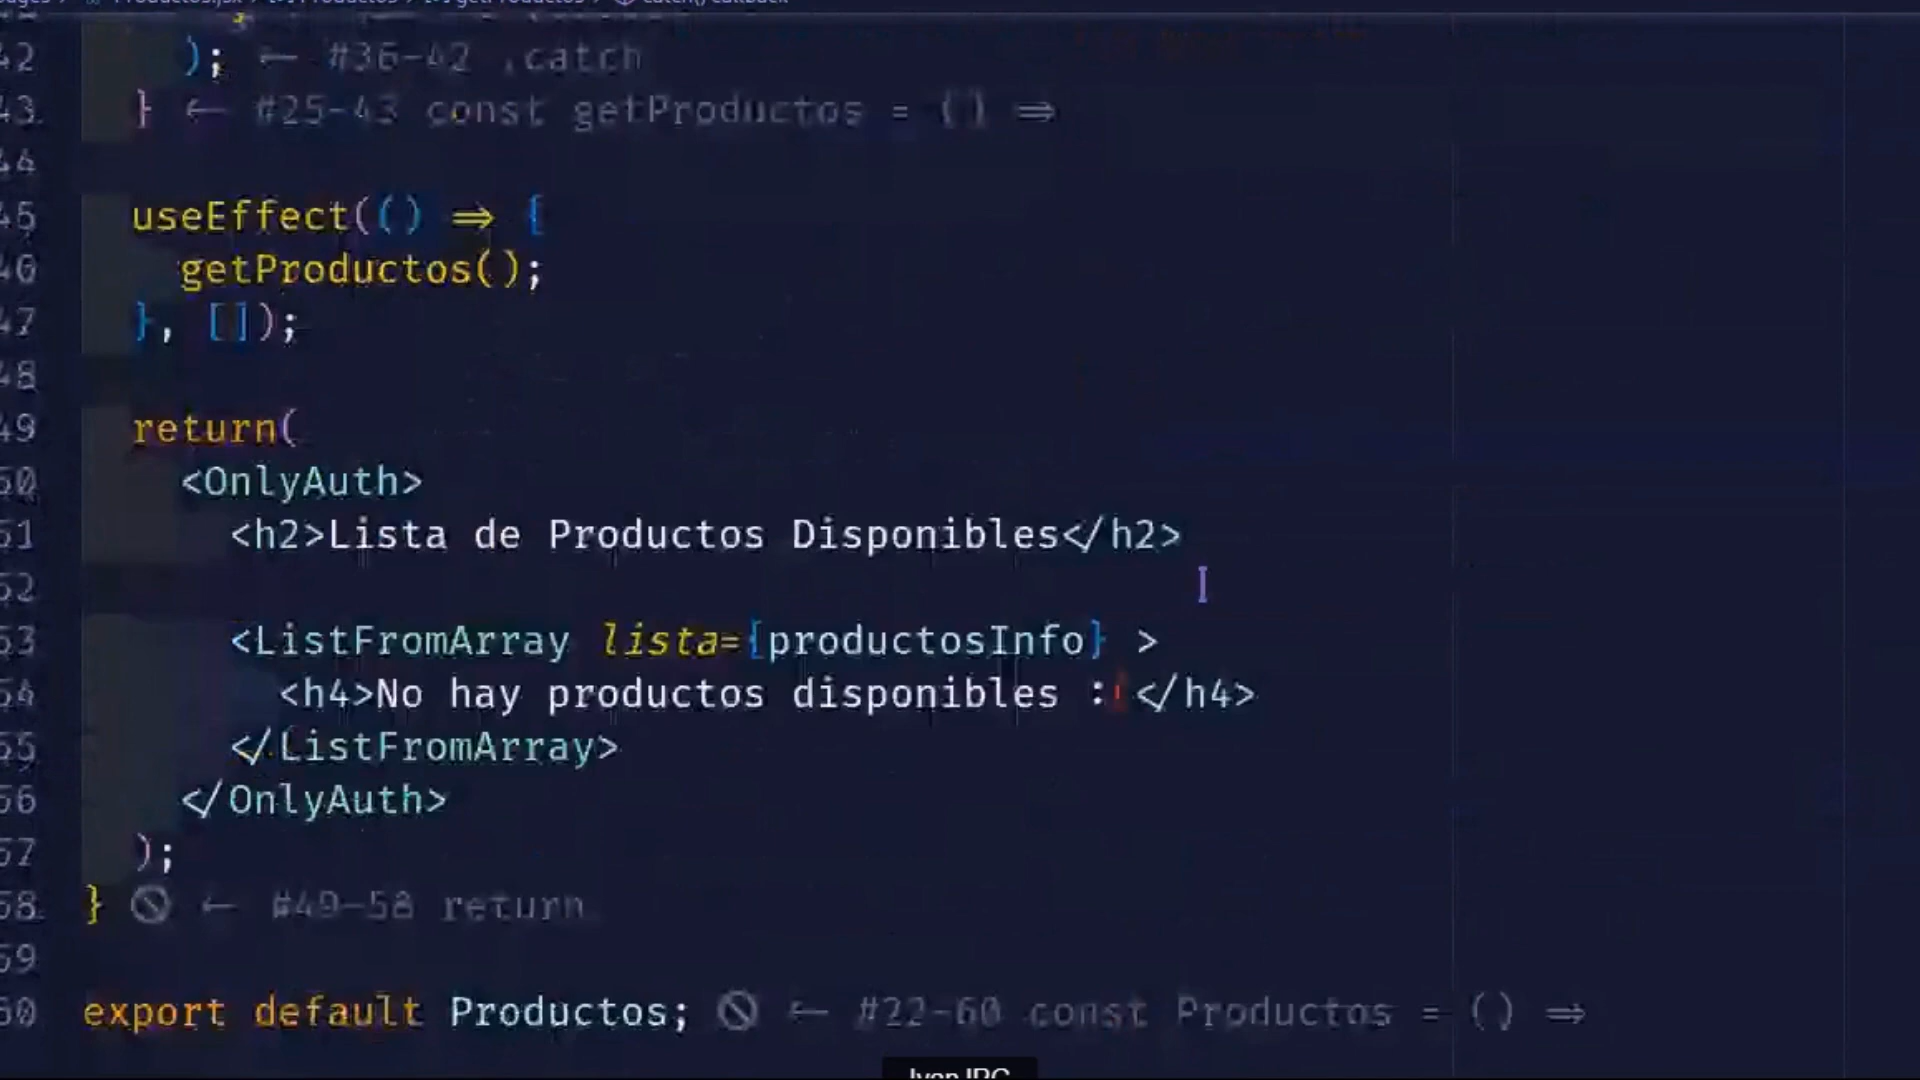 42 ); ← #36-42 .catch
43 } ← #25-43 const getProductos = () ⇒
44
45 useEffect(() ⇒ {
46 getProductos();
47 }, []);
48
49 return(
50 <OnlyAuth>
51 <h2>Lista de Productos Disponibles</h2>
52
53 <ListFromArray lista={productosInfo} >
54 <h4>No hay productos disponibles :</h4>
55 </ListFromArray>
56 </OnlyAuth>
57 );
58 } ← #49-58 return
59
60 export default Productos; ← #22-60 const Productos = () ⇒